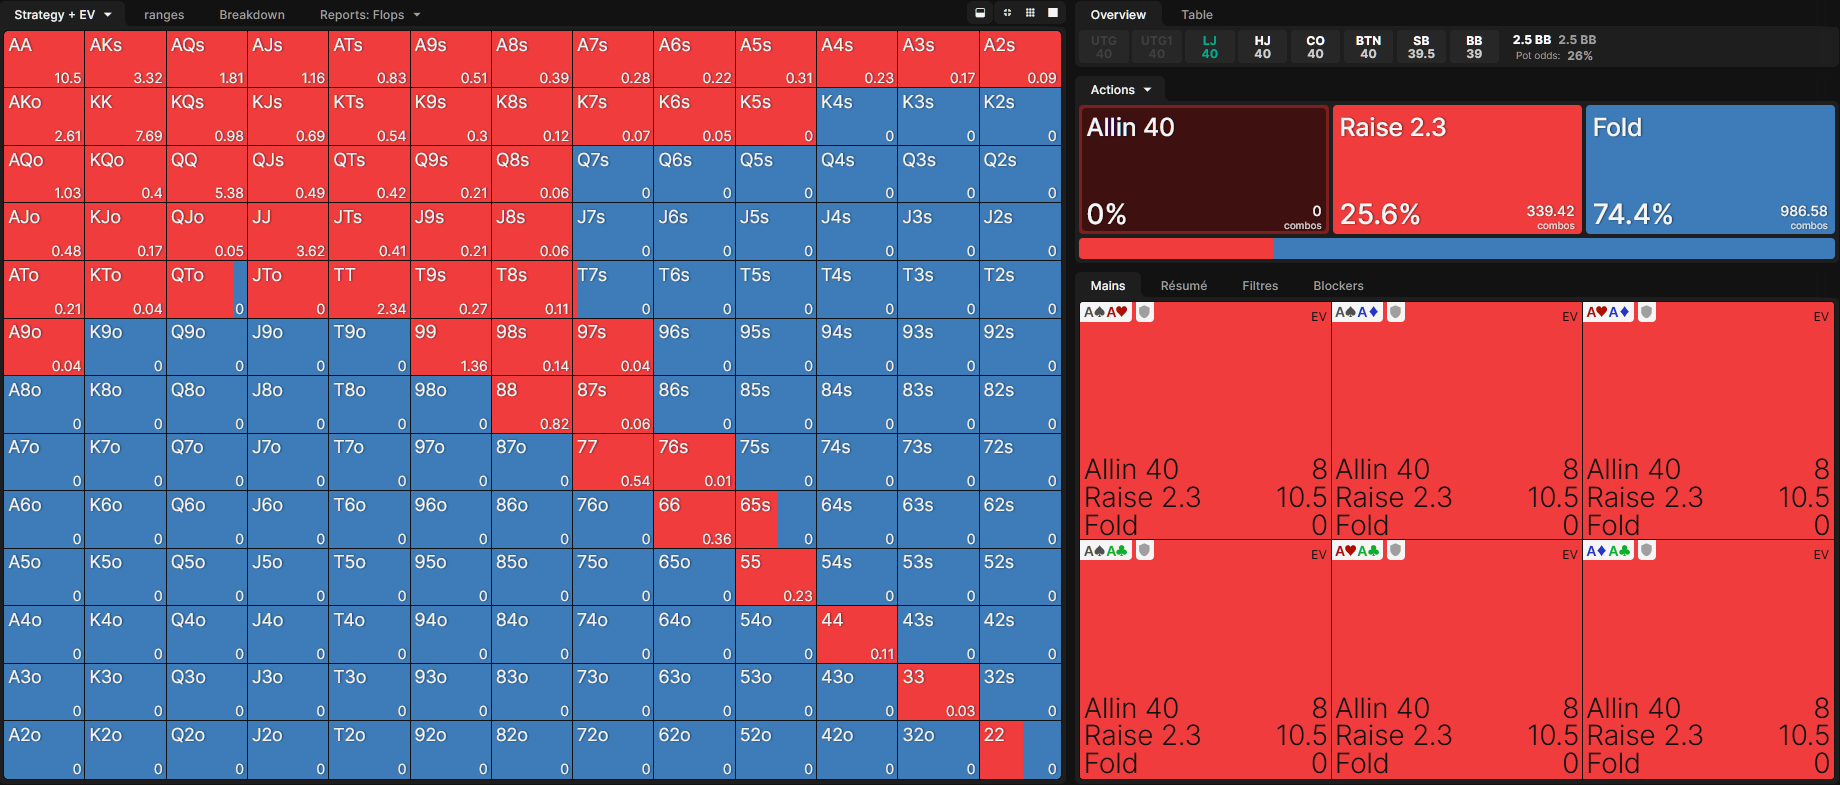 Strategy + EV ranges Breakdown Reports: Flops
AA AKs AQs AJs ATs A9s A8s A7s A6s A5s A4s A3s A2s
10.5 3.32 1.81 1.16 0.83 0.51 0.39 0.28 0.22 0.31 0.23 0.17 0.09
AKo KK KQs KJs KTs K9s K8s K7s K6s K5s K4s K3s K2s
2.61 7.69 0.98 0.69 0.54 0.3 0.12 0.07 0.05 0 0 0 0
AQo KQo QQ QJs QTs Q9s Q8s Q7s Q6s Q5s Q4s Q3s Q2s
1.03 0.4 5.38 0.49 0.42 0.21 0.06 0 0 0 0 0 0
AJo KJo QJo JJ JTs J9s J8s J7s J6s J5s J4s J3s J2s
0.48 0.17 0.05 3.62 0.41 0.21 0.06 0 0 0 0 0 0
ATo KTo QTo JTo TT T9s T8s T7s T6s T5s T4s T3s T2s
0.21 0.04 0 0 2.34 0.27 0.11 0 0 0 0 0 0
A9o K9o Q9o J9o T9o 99 98s 97s 96s 95s 94s 93s 92s
0.04 0 0 0 0 1.36 0.14 0.04 0 0 0 0 0
A8o K8o Q8o J8o T8o 98o 88 87s 86s 85s 84s 83s 82s
0 0 0 0 0 0 0.82 0.06 0 0 0 0 0
A7o K7o Q7o J7o T7o 97o 87o 77 76s 75s 74s 73s 72s
0 0 0 0 0 0 0 0.54 0.01 0 0 0 0
A6o K6o Q6o J6o T6o 96o 86o 76o 66 65s 64s 63s 62s
0 0 0 0 0 0 0 0 0.36 0 0 0 0
A5o K5o Q5o J5o T5o 95o 85o 75o 65o 55 54s 53s 52s
0 0 0 0 0 0 0 0 0 0.23 0 0 0
A4o K4o Q4o J4o T4o 94o 84o 74o 64o 54o 44 43s 42s
0 0 0 0 0 0 0 0 0 0 0.11 0 0
A3o K3o Q3o J3o T3o 93o 83o 73o 63o 53o 43o 33 32s
0 0 0 0 0 0 0 0 0 0 0 0.03 0
A2o K2o Q2o J2o T2o 92o 82o 72o 62o 52o 42o 32o 22
0 0 0 0 0 0 0 0 0 0 0 0 0
Overview Table
UTG UTG1 LJ HJ CO BTN SB BB 2.5 BB 2.5 BB
40 40 40 40 40 40 39.5 39 Pot odds: 26%
Actions
Allin 40 Raise 2.3 Fold
0% 0 combos 25.6% 339.42 combos 74.4% 986.58 combos
Mains Résumé Filtres Blockers
A♠A♥ EV A♠A♦ EV A♥A♦ EV
Allin 40 8 Allin 40 8 Allin 40 8
Raise 2.3 10.5 Raise 2.3 10.5 Raise 2.3 10.5
Fold 0 Fold 0 Fold 0
A♠A♣ EV A♥A♣ EV A♦A♣ EV
Allin 40 8 Allin 40 8 Allin 40 8
Raise 2.3 10.5 Raise 2.3 10.5 Raise 2.3 10.5
Fold 0 Fold 0 Fold 0